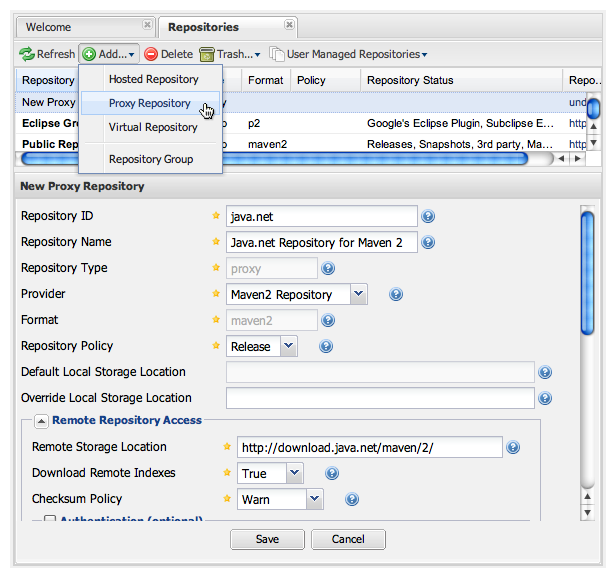 Welcome Repositories
Refresh Add... Delete Trash... User Managed Repositories
Repository Format Policy Repository Status Repo...
Hosted Repository
New Proxy und
Proxy Repository
Eclipse Gr p2 Google's Eclipse Plugin, Subclipse E... http
Virtual Repository
Public Rep maven2 Releases, Snapshots, 3rd party, Ma... http
Repository Group
New Proxy Repository
Repository ID java.net
Repository Name Java.net Repository for Maven 2
Repository Type proxy
Provider Maven2 Repository
Format maven2
Repository Policy Release
Default Local Storage Location
Override Local Storage Location
Remote Repository Access
Remote Storage Location http://download.java.net/maven/2/
Download Remote Indexes True
Checksum Policy Warn
Authentication (optional)
Save Cancel